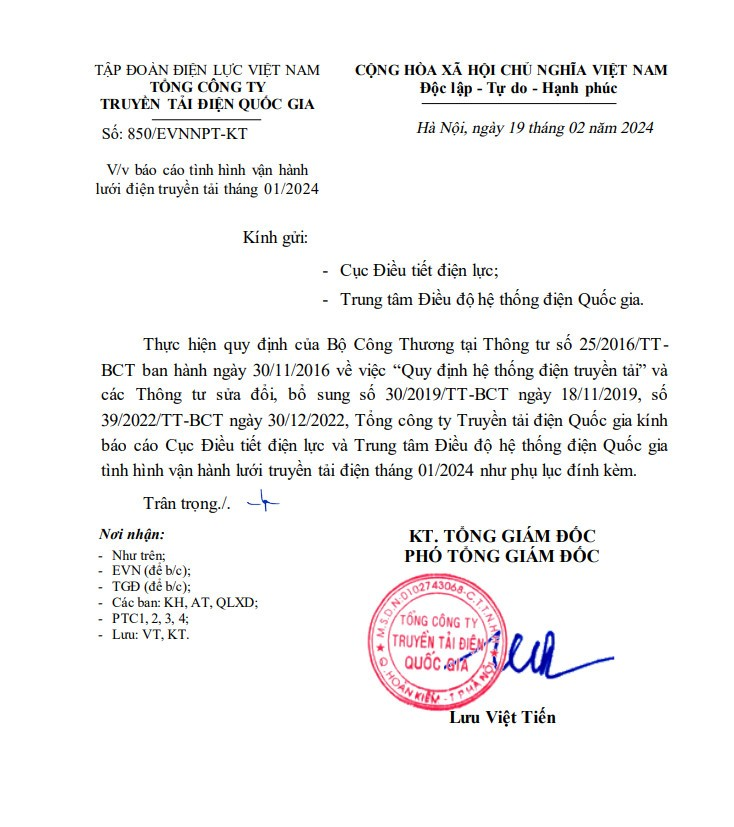 TẬP ĐOÀN ĐIỆN LỰC VIỆT NAM
TỔNG CÔNG TY
TRUYỀN TẢI ĐIỆN QUỐC GIA
Số: 850/EVNNPT-KT
V/v báo cáo tình hình vận hành
lưới điện truyền tải tháng 01/2024
CỘNG HÒA XÃ HỘI CHỦ NGHĨA VIỆT NAM
Độc lập - Tự do - Hạnh phúc
Hà Nội, ngày 19 tháng 02 năm 2024
Kính gửi:
- Cục Điều tiết điện lực;
- Trung tâm Điều độ hệ thống điện Quốc gia.
Thực hiện quy định của Bộ Công Thương tại Thông tư số 25/2016/TT-
BCT ban hành ngày 30/11/2016 về việc “Quy định hệ thống điện truyền tải” và
các Thông tư sửa đổi, bổ sung số 30/2019/TT-BCT ngày 18/11/2019, số
39/2022/TT-BCT ngày 30/12/2022, Tổng công ty Truyền tải điện Quốc gia kính
báo cáo Cục Điều tiết điện lực và Trung tâm Điều độ hệ thống điện Quốc gia
tình hình vận hành lưới truyền tải điện tháng 01/2024 như phụ lục đính kèm.
Trân trọng./.
Nơi nhận:
- Như trên;
- EVN (để b/c);
- TGĐ (để b/c);
- Các ban: KH, AT, QLXD;
- PTC1, 2, 3, 4;
- Lưu: VT, KT.
KT. TỔNG GIÁM ĐỐC
PHÓ TỔNG GIÁM ĐỐC
M.S.D.N:0102743068-C.T.T.N.H.H
TỔNG CÔNG TY
TRUYỀN TẢI ĐIỆN
QUỐC GIA
Q.HOÀN KIẾM-T.P HÀ NỘI
Lưu Việt Tiến